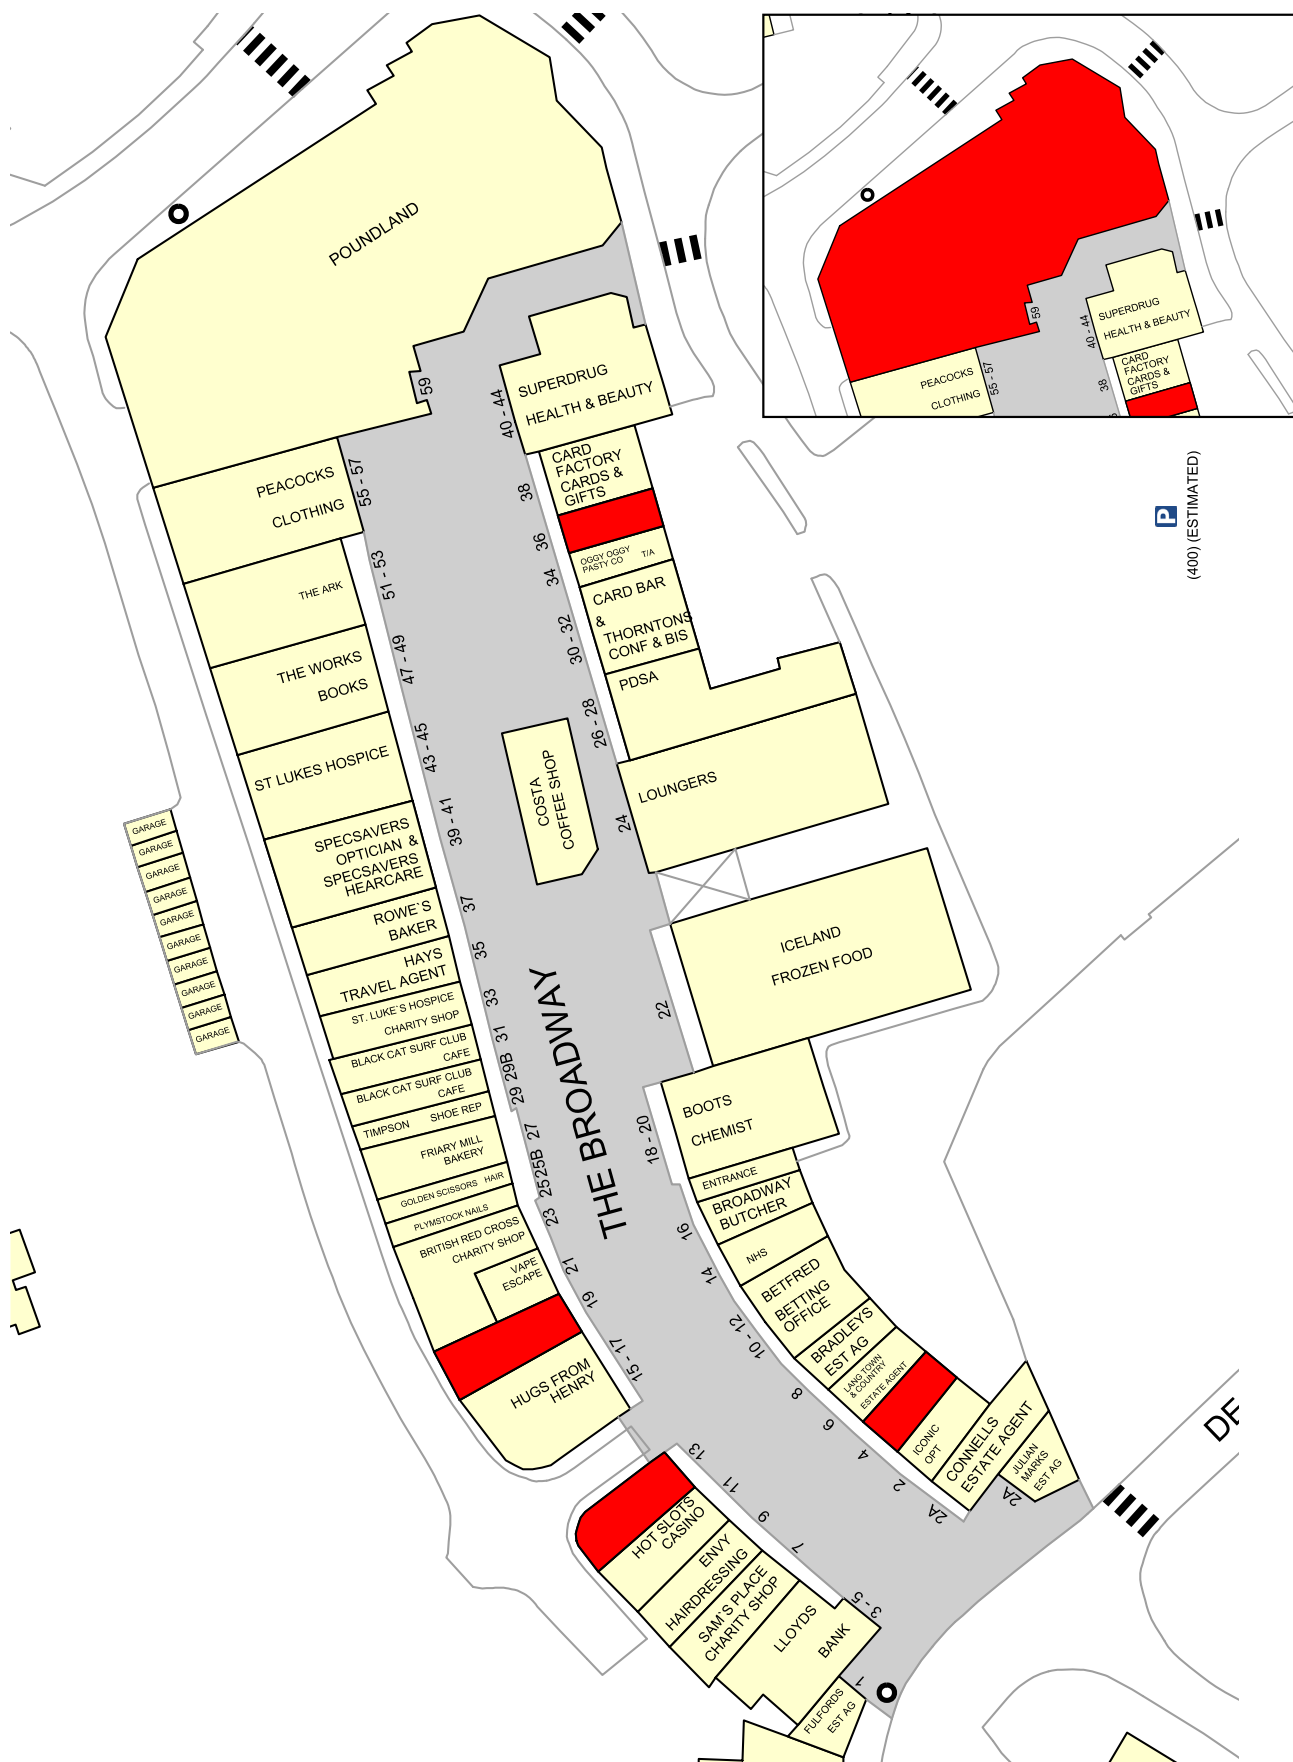 POUNDLAND
59
SUPERDRUG
HEALTH & BEAUTY
40 - 44
PEACOCKS
CLOTHING
55 - 57
CARD
FACTORY
CARDS &
GIFTS
38
36
OGGY OGGY
PASTY CO T/A
34
THE ARK
51 - 53
CARD BAR
&
THORNTONS
CONF & BIS
30 - 32
THE WORKS
BOOKS
47 - 49
PDSA
26 - 28
ST LUKES HOSPICE
43 - 45
COSTA
COFFEE SHOP
LOUNGERS
24
SPECSAVERS
OPTICIAN &
SPECSAVERS
HEARCARE
39 - 41
GARAGE
GARAGE
GARAGE
GARAGE
GARAGE
GARAGE
GARAGE
GARAGE
GARAGE
GARAGE
ROWE`S
BAKER
37
HAYS
TRAVEL AGENT
35
ST. LUKE`S HOSPICE
CHARITY SHOP
33
BLACK CAT SURF CLUB
CAFE
31
BLACK CAT SURF CLUB
CAFE
29B
TIMPSON SHOE REP
29
FRIARY MILL
BAKERY
27
GOLDEN SCISSORS HAIR
25B
PLYMSTOCK NAILS
25
BRITISH RED CROSS
CHARITY SHOP
23
VAPE
ESCAPE
21
19
HUGS FROM
HENRY
15 - 17
THE BROADWAY
ICELAND
FROZEN FOOD
22
BOOTS
CHEMIST
18 - 20
ENTRANCE
BROADWAY
BUTCHER
16
NHS
14
BETFRED
BETTING
OFFICE
10 - 12
BRADLEYS
EST AG
8
LANG TOWN
& COUNTRY
ESTATE AGENT
6
4
ICONIC
OPT
2
CONNELLS
ESTATE AGENT
2A
JULIAN
MARKS
EST AG
2A
13
HOT SLOTS
CASINO
11
ENVY
HAIRDRESSING
9
SAM`S PLACE
CHARITY SHOP
7
LLOYDS
BANK
3 - 5
FULFORDS
EST AG
1
DE
P
(400) (ESTIMATED)
59
SUPERDRUG
HEALTH & BEAUTY
40 - 44
PEACOCKS
CLOTHING
55 - 57
CARD
FACTORY
CARDS &
GIFTS
38